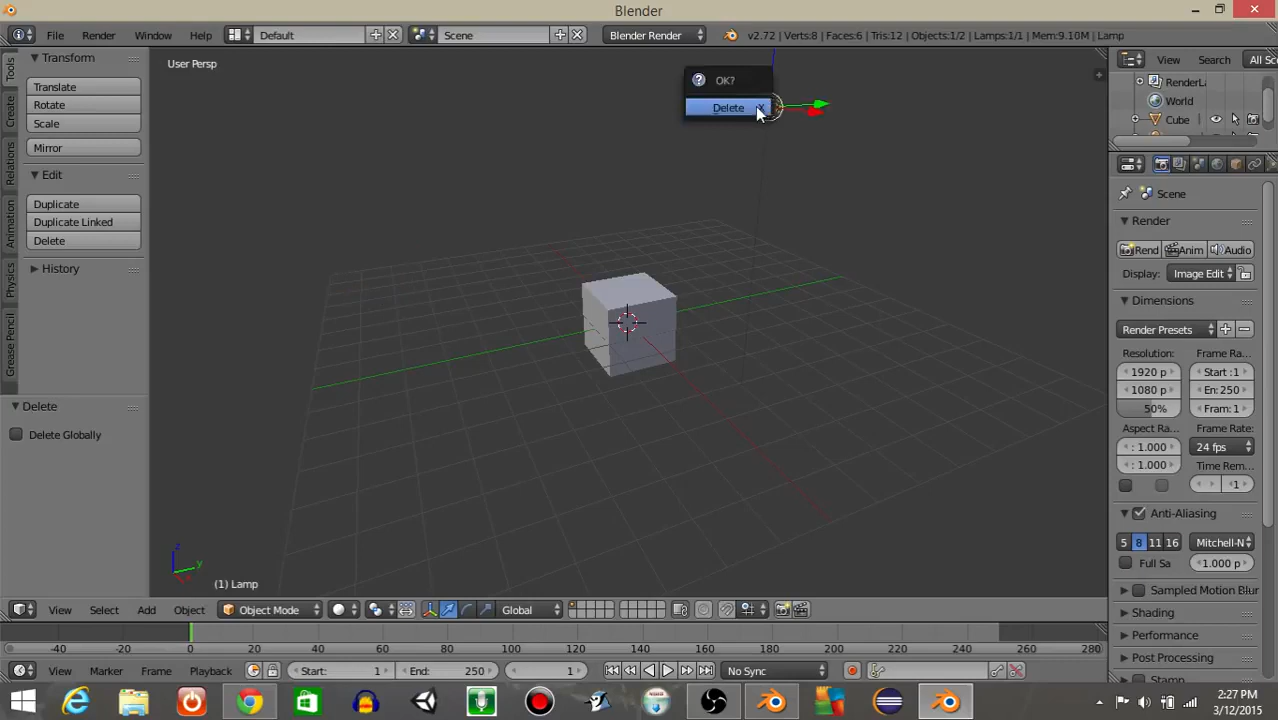 Blender
File Render Window Help Default Scene Blender Render v2.72 | Verts:8 | Faces:6 | Tris:12 | Objects:1/2 | Lamps:1/1 | Mem:9.10M | Lamp
Tools
Create
Relations
Animation
Physics
Grease Pencil
Transform
Translate
Rotate
Scale
Mirror
Edit
Duplicate
Duplicate Linked
Delete
History
Delete
Delete Globally
User Persp
OK?
Delete X
z
y
(1) Lamp
View Search All Sc
RenderLa
World
Cube
Scene
Render
Rend Anim Audio
Display: Image Edit
Dimensions
Render Presets
Resolution: Frame Ra...
1920 p Start :1
1080 p En: 250
50% Fram: 1
Aspect Ra... Frame Rate:
: 1.000 24 fps
: 1.000 Time Rem...
1
Anti-Aliasing
5 8 11 16 Mitchell-N
Full Sa 1.000 p
Sampled Motion Blur
Shading
Performance
Post Processing
View Select Add Object Object Mode Global
-40 -20 0 20 40 60 80 100 120 140 160 180 200 220 240 260 280
View Marker Frame Playback Start: 1 End: 250 1 No Sync
2:27 PM
3/12/2015